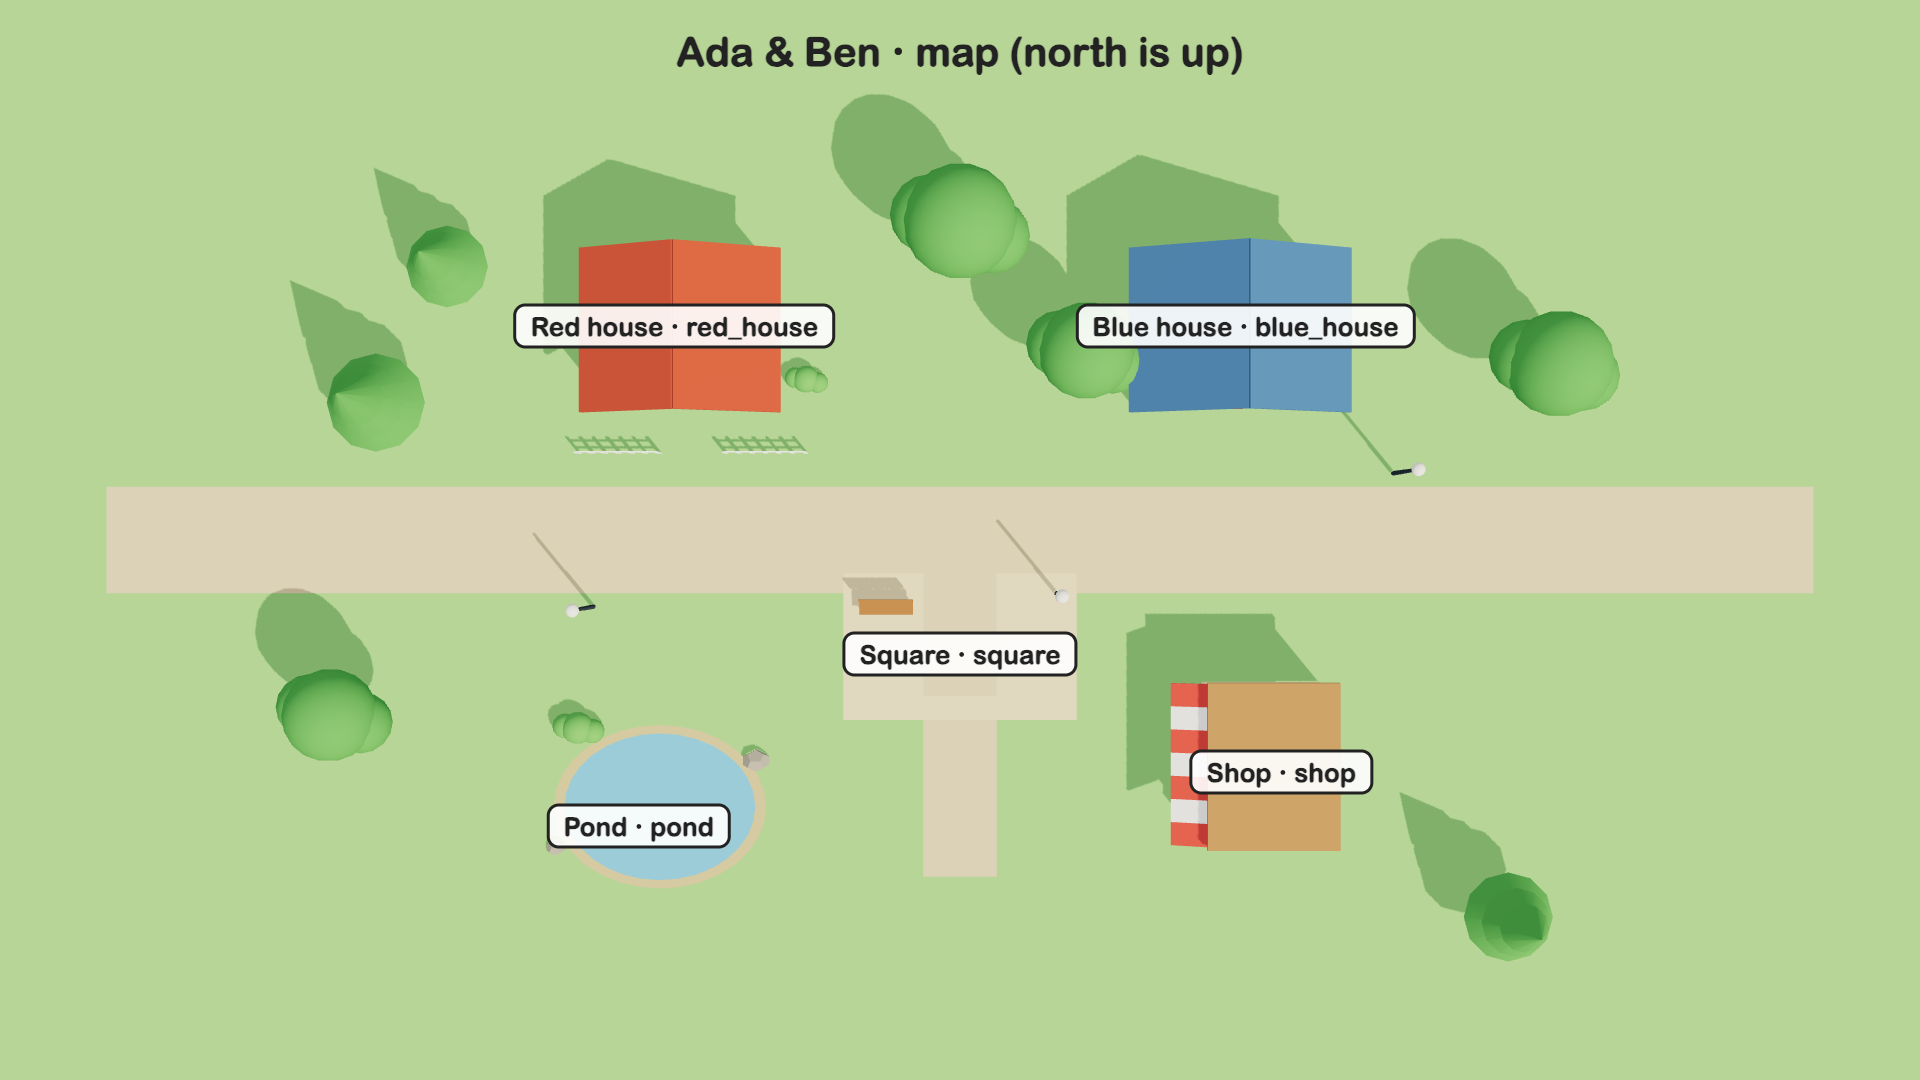 Ada & Ben · map (north is up)
Red house · red_house
Blue house · blue_house
Square · square
Shop · shop
Pond · pond